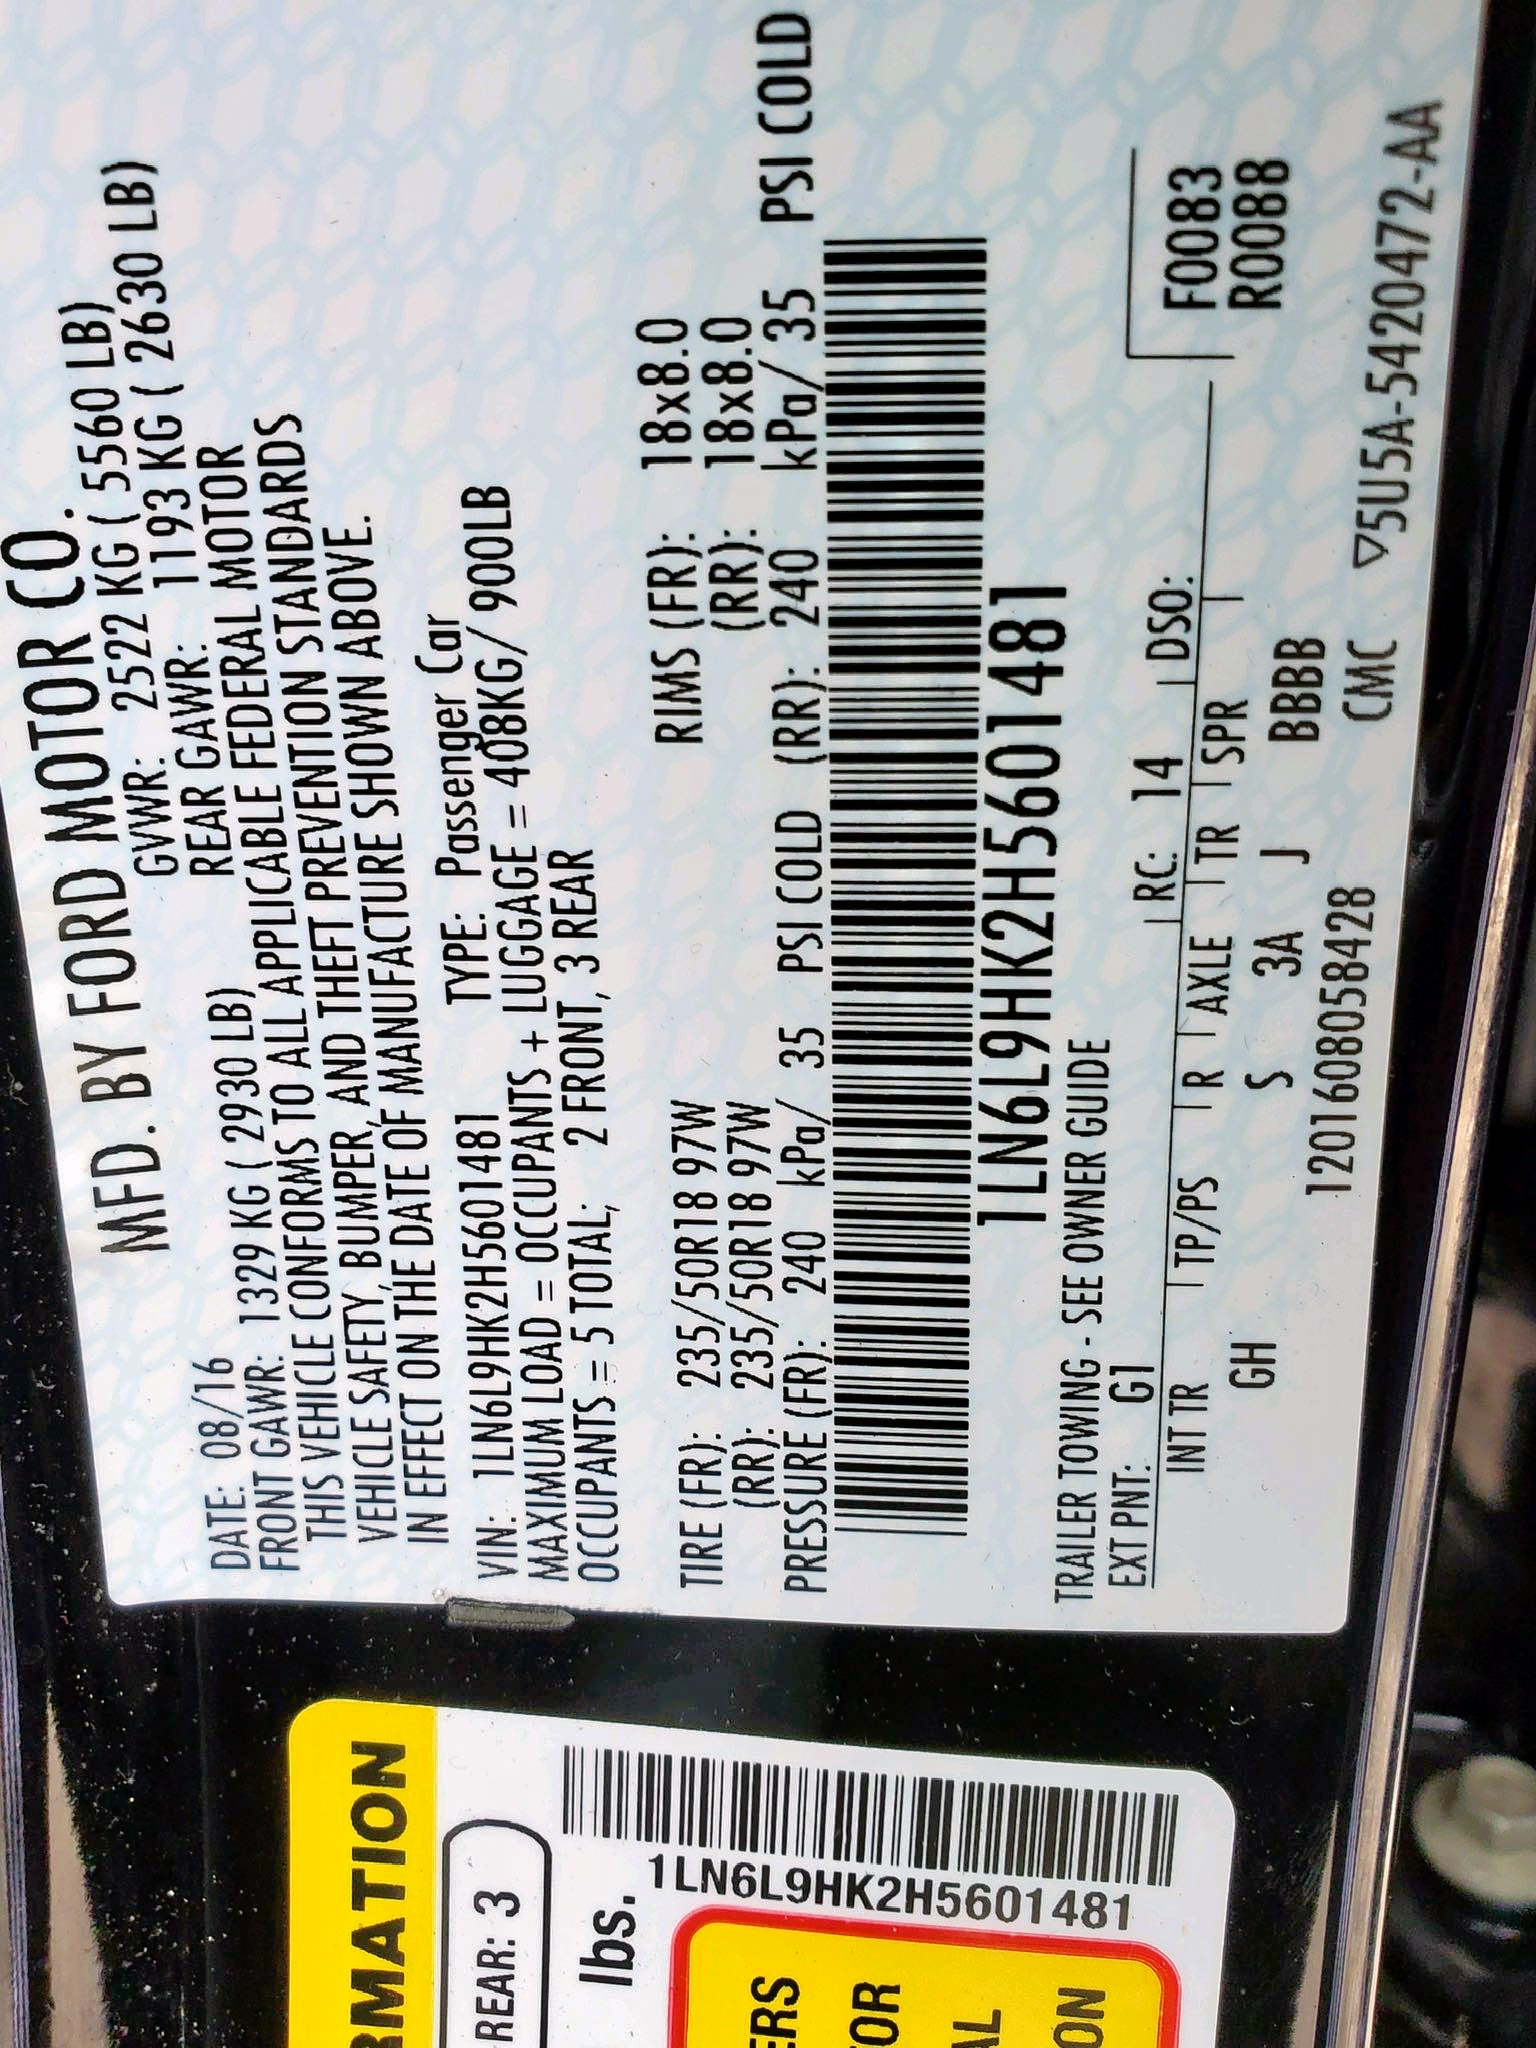 MFD. BY FORD MOTOR CO.
DATE: 08/16 GVWR: 2522 KG ( 5560 LB)
FRONT GAWR: 1329 KG ( 2930 LB) REAR GAWR: 1193 KG ( 2630 LB)
THIS VEHICLE CONFORMS TO ALL APPLICABLE FEDERAL MOTOR
VEHICLE SAFETY, BUMPER, AND THEFT PREVENTION STANDARDS
IN EFFECT ON THE DATE OF MANUFACTURE SHOWN ABOVE.
VIN: 1LN6L9HK2H5601481 TYPE: Passenger Car
MAXIMUM LOAD = OCCUPANTS + LUGGAGE = 408KG/ 900LB
OCCUPANTS = 5 TOTAL; 2 FRONT, 3 REAR
TIRE (FR): 235/50R18 97W RIMS (FR): 18x8.0
(RR): 235/50R18 97W (RR): 18x8.0
PRESSURE (FR): 240 kPa/ 35 PSI COLD (RR): 240 kPa/ 35 PSI COLD
1LN6L9HK2H5601481
TRAILER TOWING - SEE OWNER GUIDE
EXT PNT: G1 RC: 14 DSO:
INT TR TP/PS R AXLE TR SPR
GH S 3A J BBBB
F0083
R0088
1201608058428 CMC ▽5U5A-5420472-AA
RMATION
REAR: 3
lbs.
1LN6L9HK2H5601481
ERS
OR
AL
ON